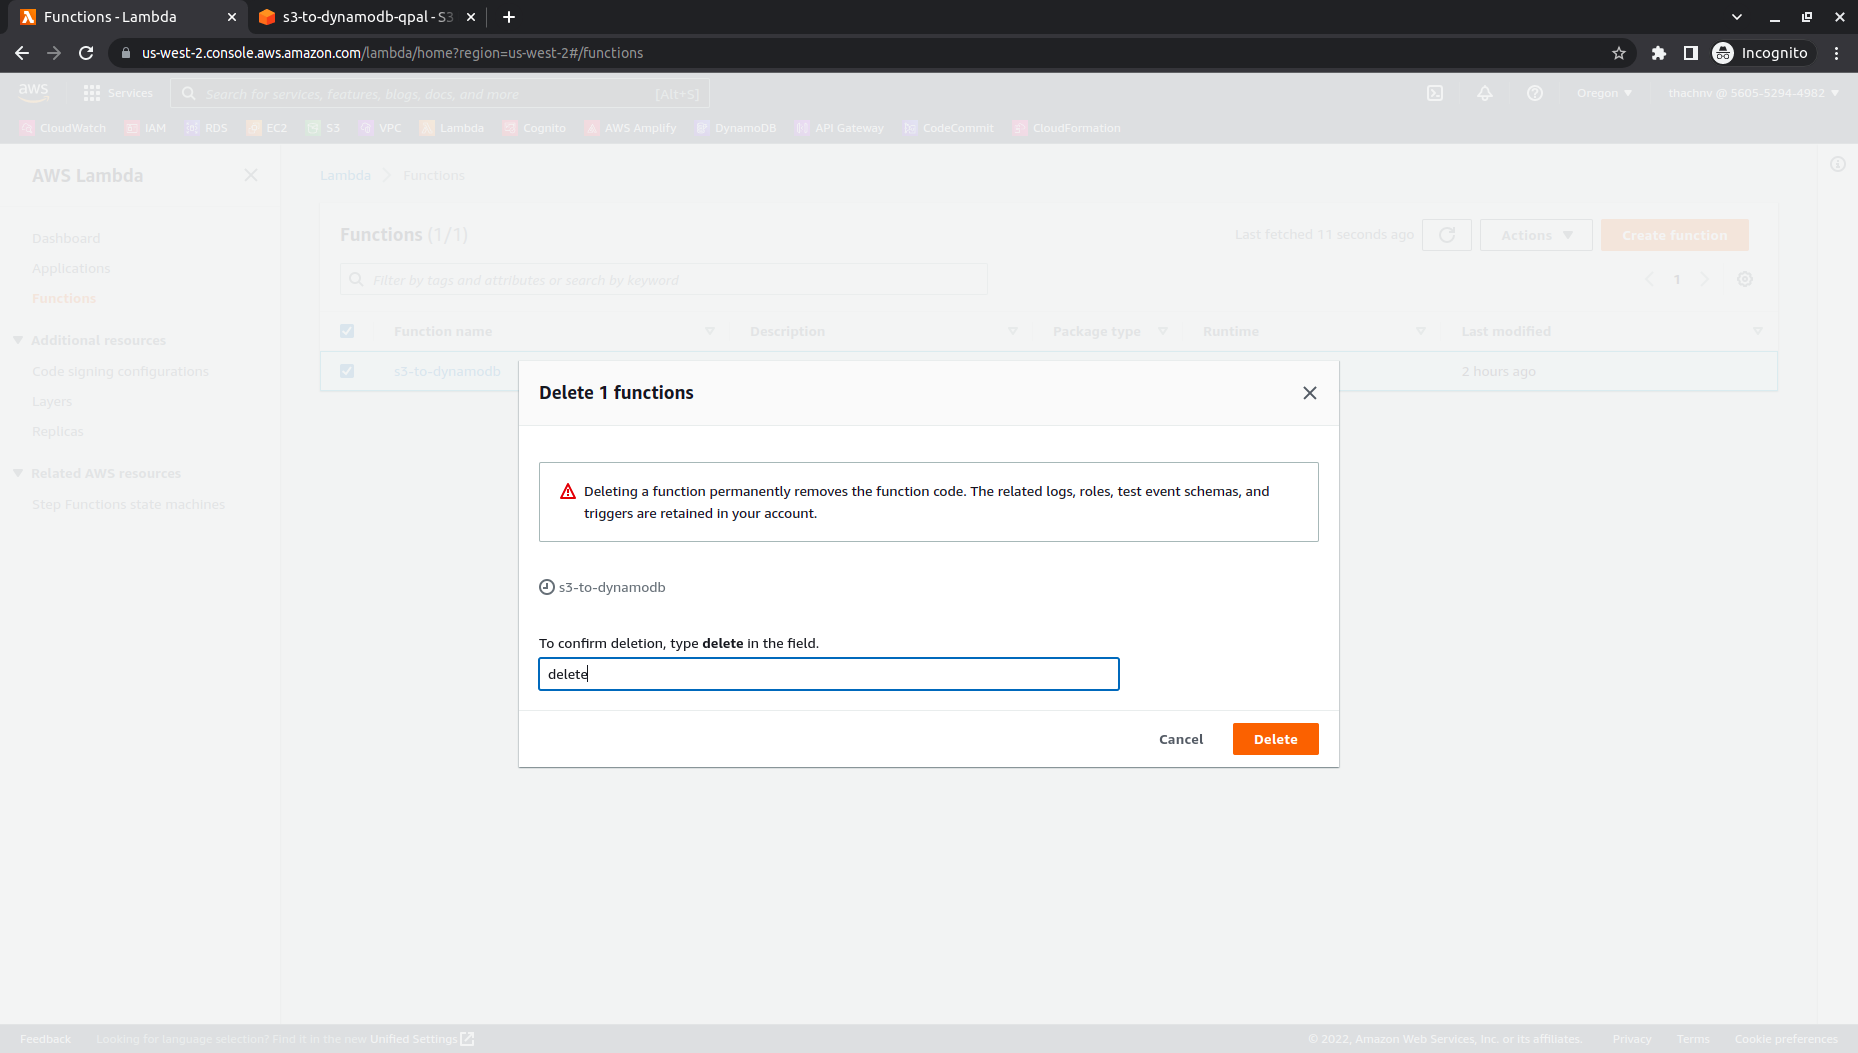 Functions - Lambda
s3-to-dynamodb-qpal - S3
us-west-2.console.aws.amazon.com/lambda/home?region=us-west-2#/functions
Incognito
aws
Services
Search for services, features, blogs, docs, and more
[Alt+S]
Oregon
thachnv @ 5605-5294-4982
CloudWatch IAM RDS EC2 S3 VPC Lambda Cognito AWS Amplify DynamoDB API Gateway CodeCommit CloudFormation
AWS Lambda
Dashboard
Applications
Functions
Additional resources
Code signing configurations
Layers
Replicas
Related AWS resources
Step Functions state machines
Lambda Functions
Functions (1/1)
Last fetched 11 seconds ago
Actions
Create function
Filter by tags and attributes or search by keyword
1
Function name Description Package type Runtime Last modified
s3-to-dynamodb
2 hours ago
Delete 1 functions
Deleting a function permanently removes the function code. The related logs, roles, test event schemas, and
triggers are retained in your account.
s3-to-dynamodb
To confirm deletion, type delete in the field.
delete
Cancel
Delete
Feedback
Looking for language selection? Find it in the new Unified Settings
© 2022, Amazon Web Services, Inc. or its affiliates.
Privacy
Terms
Cookie preferences